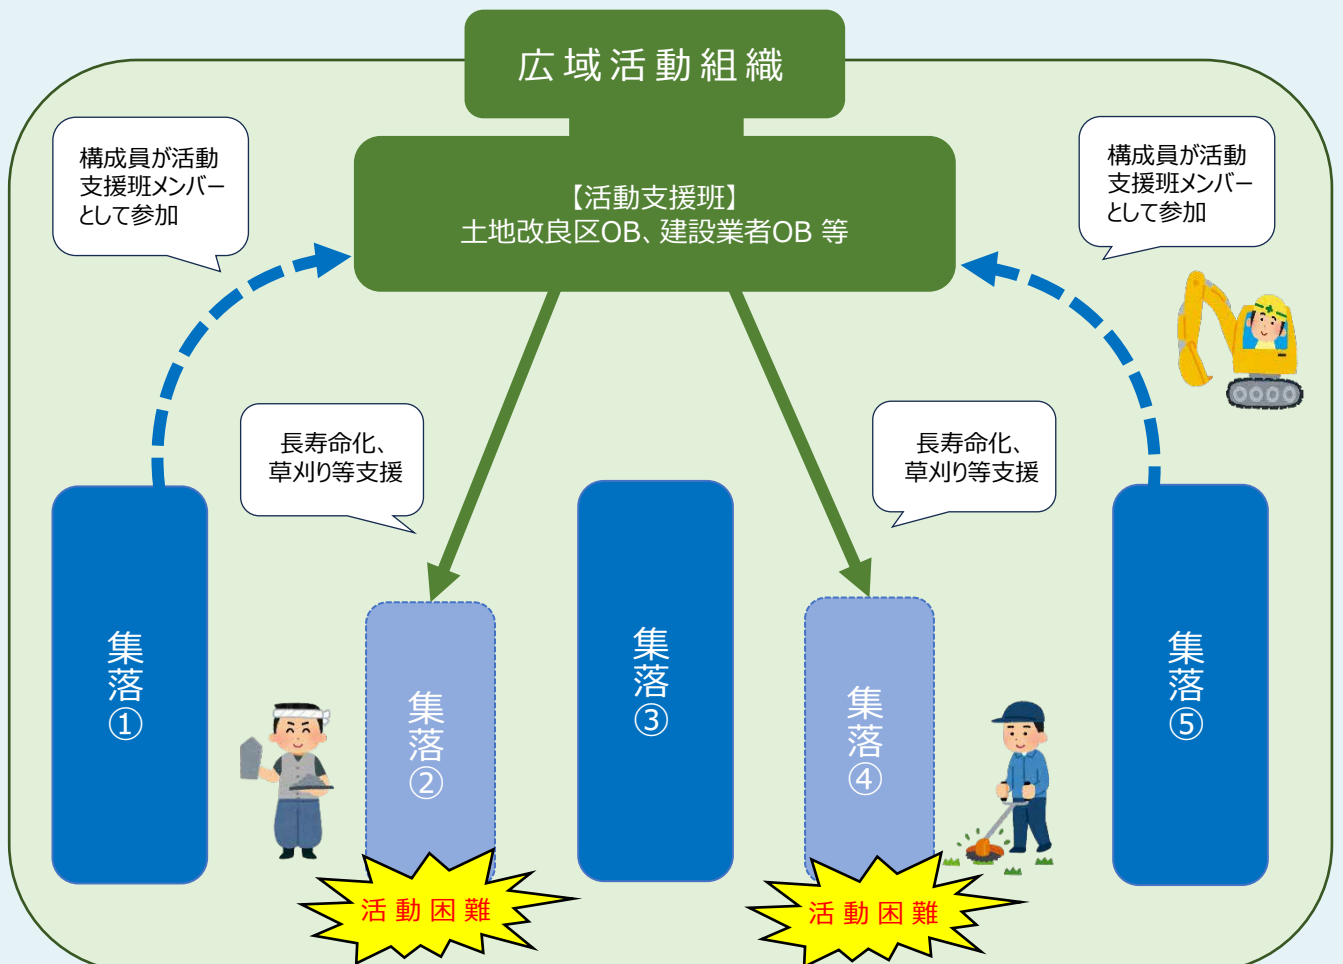 広域活動組織
【活動支援班】
土地改良区OB、建設業者OB 等
構成員が活動
支援班メンバー
として参加
構成員が活動
支援班メンバー
として参加
長寿命化、
草刈り等支援
長寿命化、
草刈り等支援
集落①
集落②
集落③
集落④
集落⑤
活動困難
活動困難